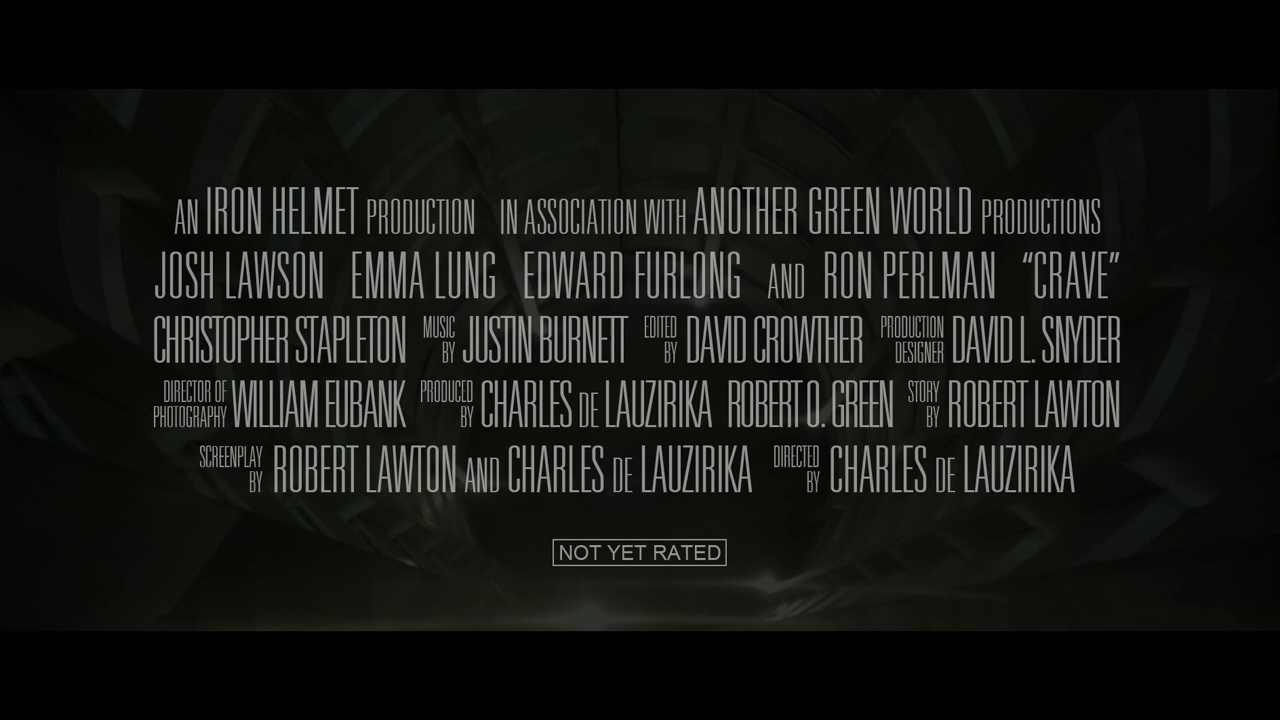 AN IRON HELMET PRODUCTION IN ASSOCIATION WITH ANOTHER GREEN WORLD PRODUCTIONS
JOSH LAWSON EMMA LUNG EDWARD FURLONG AND RON PERLMAN “CRAVE”
CHRISTOPHER STAPLETON MUSIC BY JUSTIN BURNETT EDITED BY DAVID CROWTHER PRODUCTION DESIGNER DAVID L. SNYDER
DIRECTOR OF PHOTOGRAPHY WILLIAM EUBANK PRODUCED BY CHARLES DE LAUZIRIKA ROBERT O. GREEN STORY BY ROBERT LAWTON
SCREENPLAY BY ROBERT LAWTON AND CHARLES DE LAUZIRIKA DIRECTED BY CHARLES DE LAUZIRIKA
NOT YET RATED